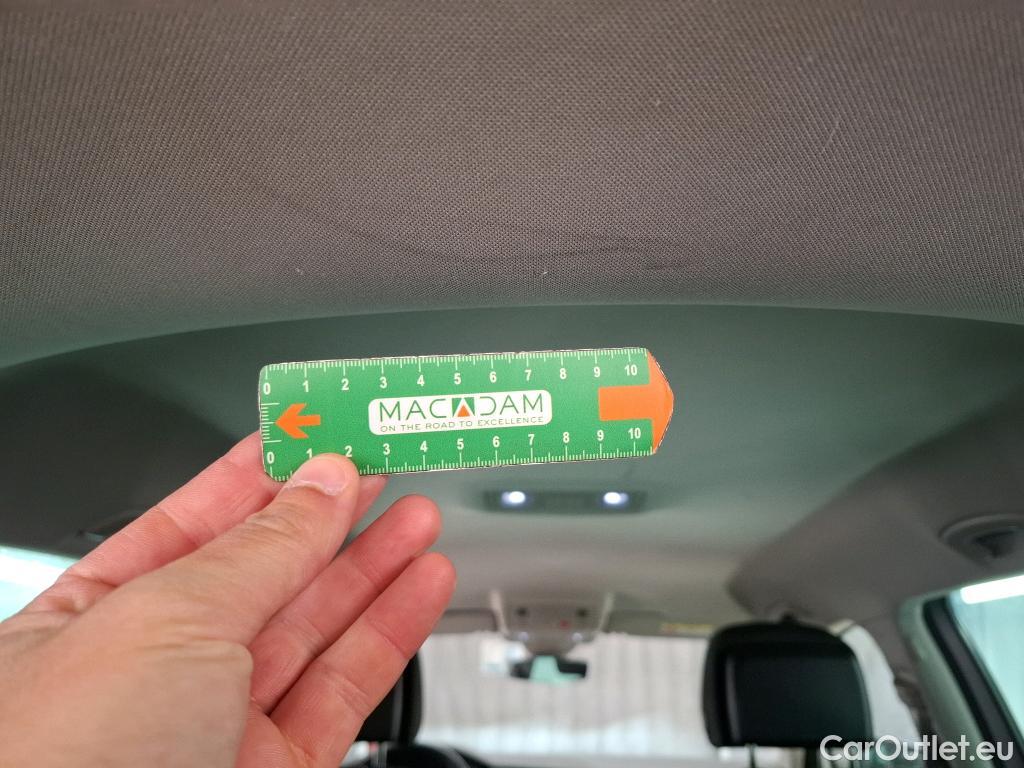 0 1 2 3 4 5 6 7 8 9 10
MACADAM
ON THE ROAD TO EXCELLENCE
0 1 2 3 4 5 6 7 8 9 10
CarOutlet.eu